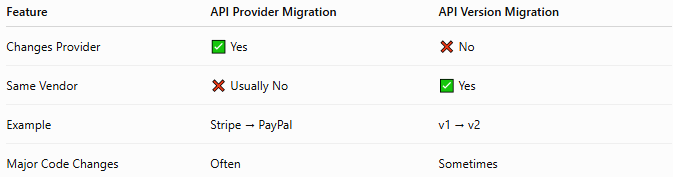 Feature API Provider Migration API Version Migration
Changes Provider ✅ Yes ❌ No
Same Vendor ❌ Usually No ✅ Yes
Example Stripe → PayPal v1 → v2
Major Code Changes Often Sometimes